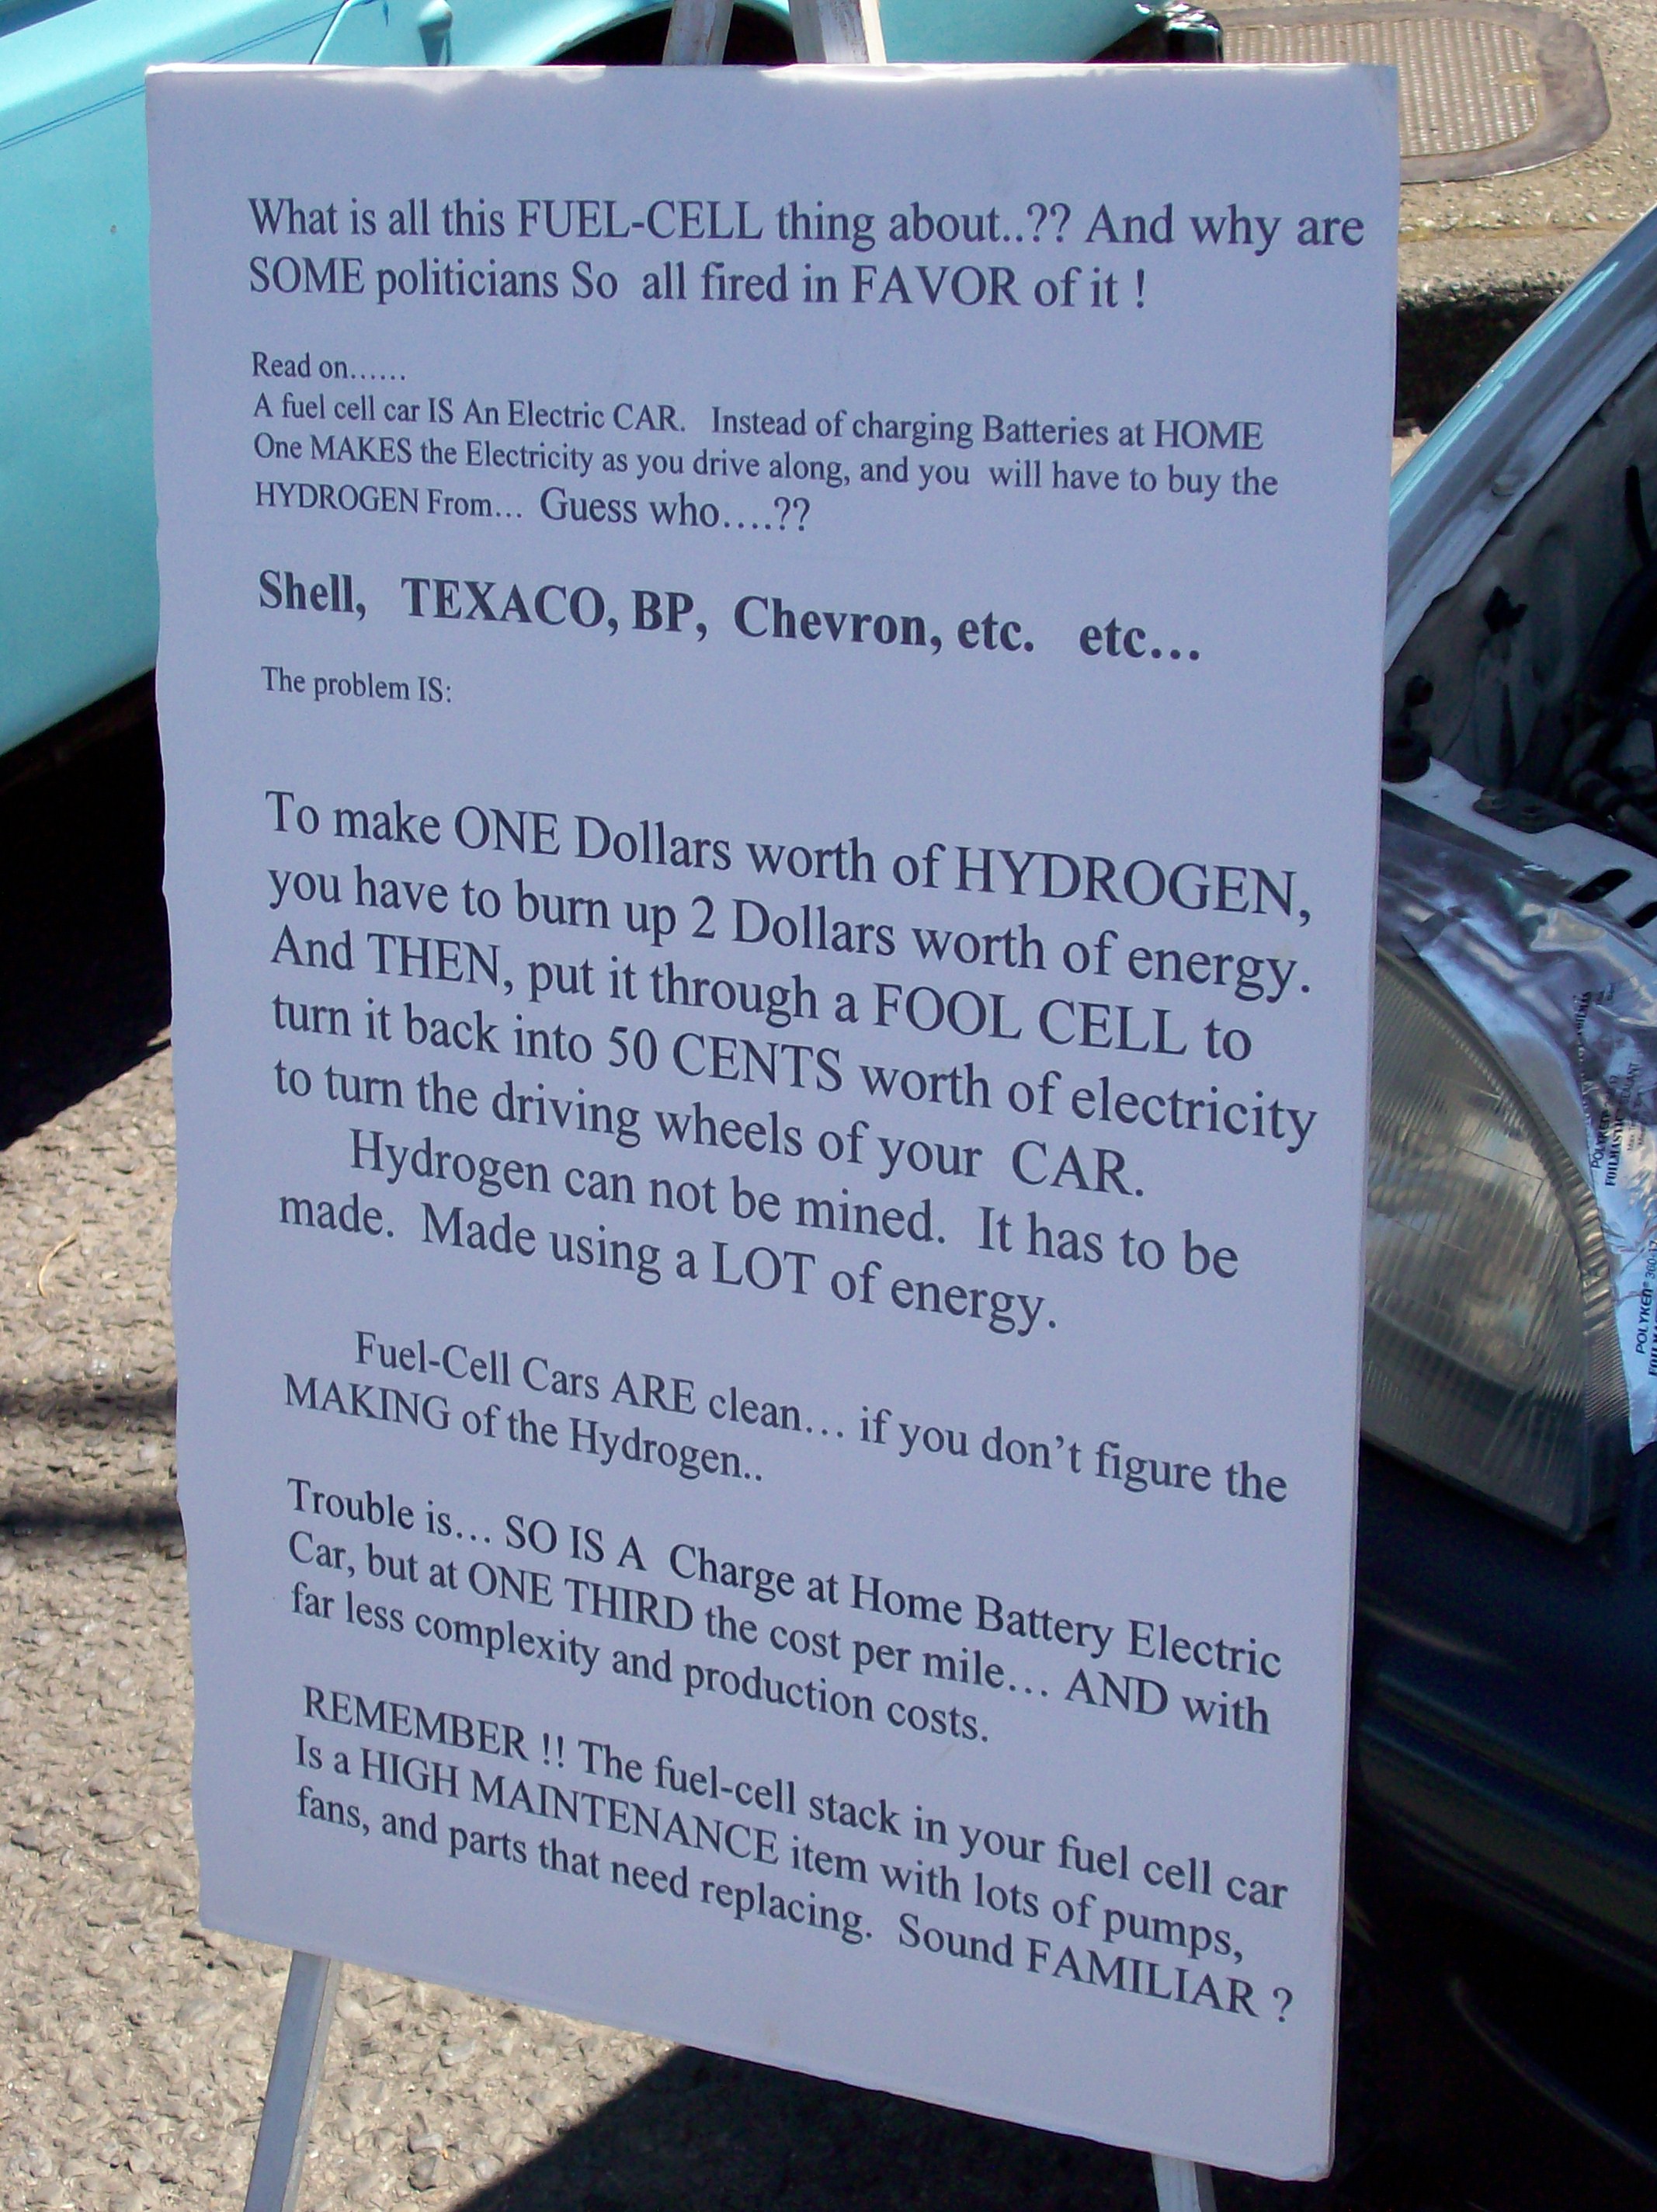 What is all this FUEL-CELL thing about..?? And why are
SOME politicians So all fired in FAVOR of it !
Read on......
A fuel cell car IS An Electric CAR. Instead of charging Batteries at HOME
One MAKES the Electricity as you drive along, and you will have to buy the
HYDROGEN From... Guess who....??
Shell, TEXACO, BP, Chevron, etc. etc...
The problem IS:
To make ONE Dollars worth of HYDROGEN,
you have to burn up 2 Dollars worth of energy.
And THEN, put it through a FOOL CELL to
turn it back into 50 CENTS worth of electricity
to turn the driving wheels of your CAR.
Hydrogen can not be mined. It has to be
made. Made using a LOT of energy.
Fuel-Cell Cars ARE clean... if you don't figure the
MAKING of the Hydrogen..
Trouble is... SO IS A Charge at Home Battery Electric
Car, but at ONE THIRD the cost per mile... AND with
far less complexity and production costs.
REMEMBER !! The fuel-cell stack in your fuel cell car
Is a HIGH MAINTENANCE item with lots of pumps,
fans, and parts that need replacing. Sound FAMILIAR ?
POLYKEN